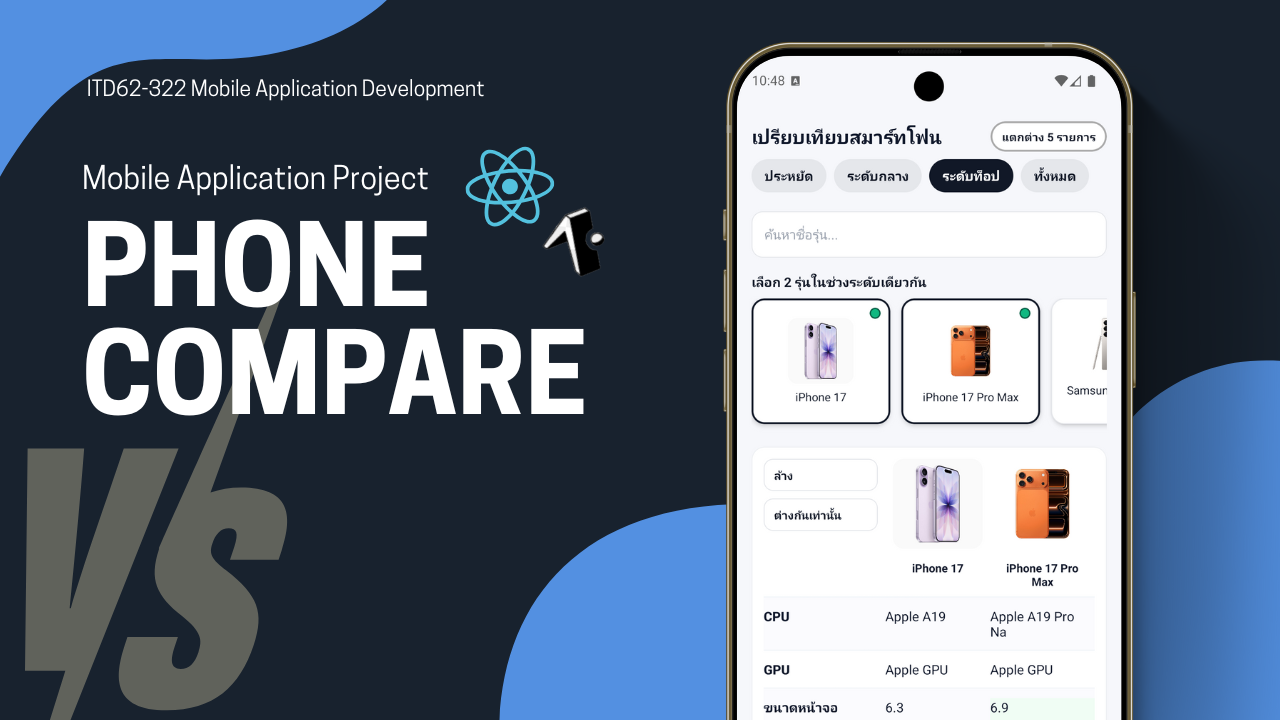 ITD62-322 Mobile Application Development
Mobile Application Project
PHONE
COMPARE
VS
10:48
เปรียบเทียบสมาร์ทโฟน
แตกต่าง 5 รายการ
ประหยัด
ระดับกลาง
ระดับท็อป
ทั้งหมด
ค้นหาชื่อรุ่น...
เลือก 2 รุ่นในช่วงระดับเดียวกัน
iPhone 17
iPhone 17 Pro Max
Samsun
ล้าง
ต่างกันเท่านั้น
iPhone 17
iPhone 17 Pro
Max
CPU
Apple A19
Apple A19 Pro
Na
GPU
Apple GPU
Apple GPU
ขนาดหน้าจอ
6.3
6.9